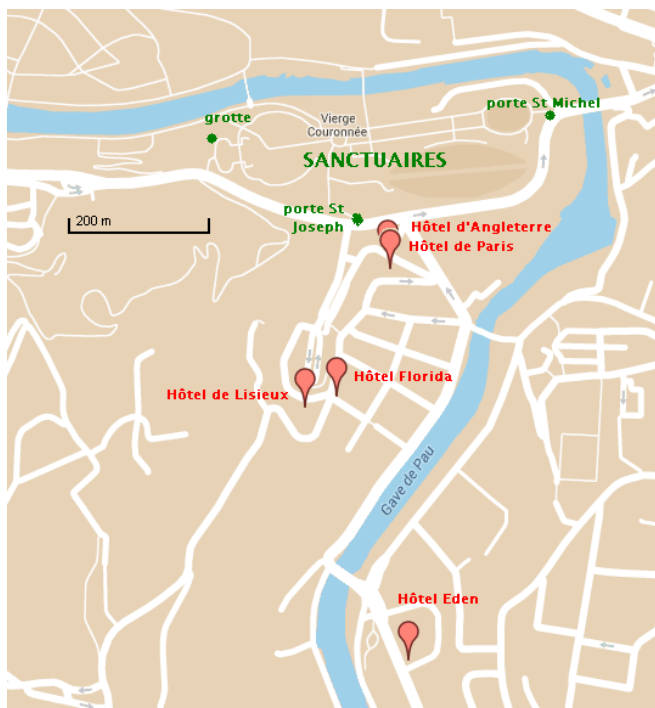 porte St Michel
grotte
Vierge
Couronnée
SANCTUAIRES
porte St
Joseph
200 m
Hôtel d'Angleterre
Hôtel de Paris
Hôtel Florida
Hôtel de Lisieux
Gave de Pau
Hôtel Eden